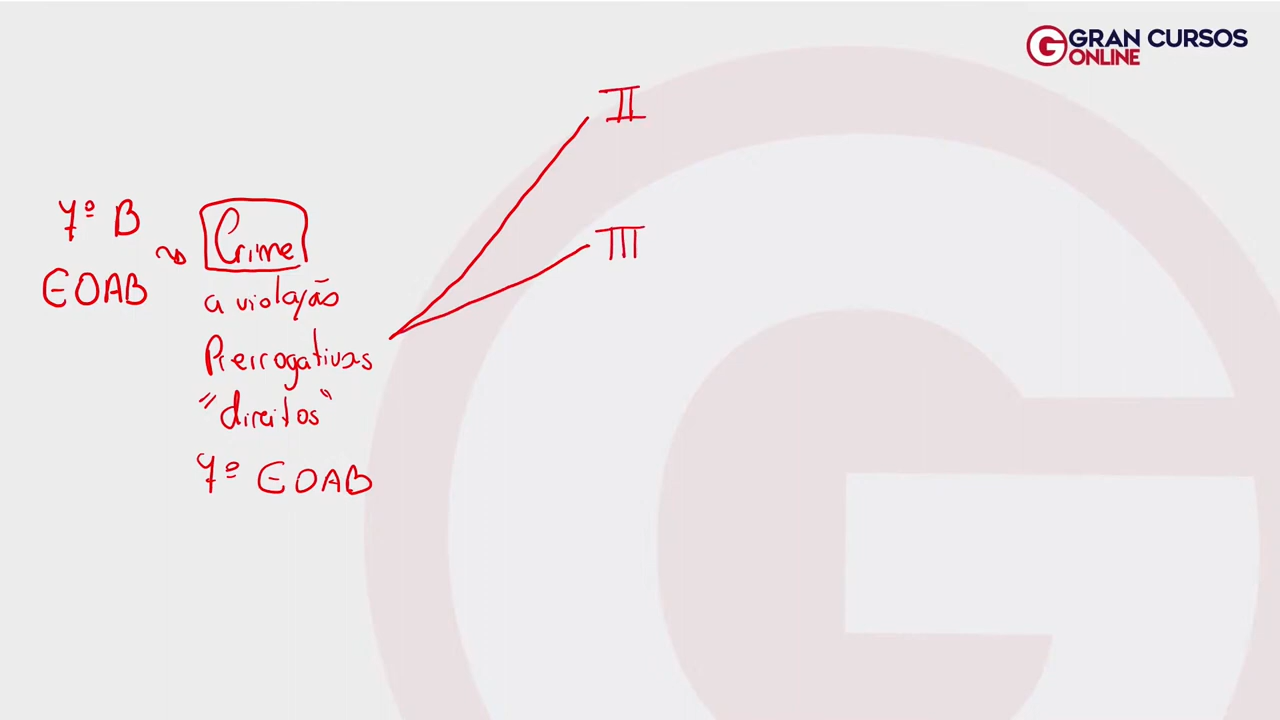 GRAN CURSOS
ONLINE
II
7º B
Crime
III
EOAB
a violação
Prerrogativas
"direitos"
7º EOAB